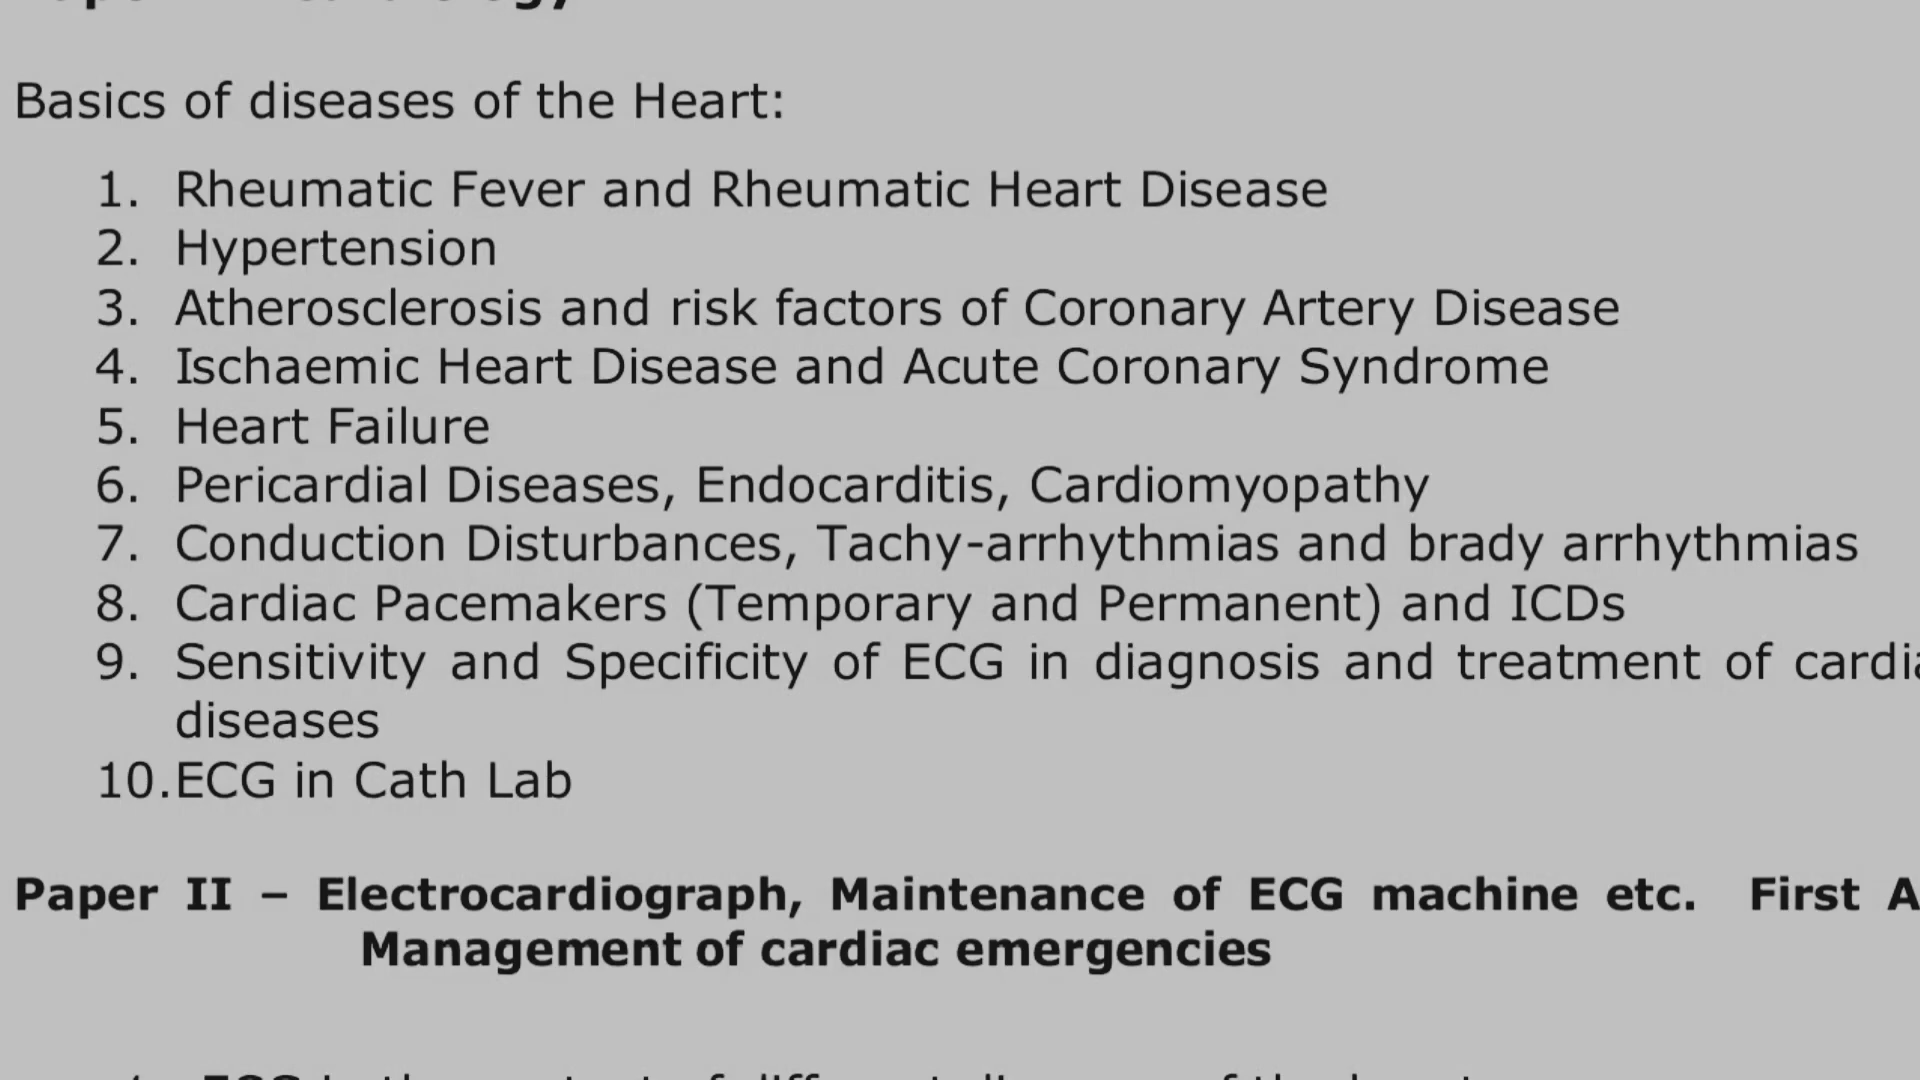 Basics of diseases of the Heart:
1. Rheumatic Fever and Rheumatic Heart Disease
2. Hypertension
3. Atherosclerosis and risk factors of Coronary Artery Disease
4. Ischaemic Heart Disease and Acute Coronary Syndrome
5. Heart Failure
6. Pericardial Diseases, Endocarditis, Cardiomyopathy
7. Conduction Disturbances, Tachy-arrhythmias and brady arrhythmias
8. Cardiac Pacemakers (Temporary and Permanent) and ICDs
9. Sensitivity and Specificity of ECG in diagnosis and treatment of
diseases
10.ECG in Cath Lab
Paper II – Electrocardiograph, Maintenance of ECG machine etc. First
Management of cardiac emergencies